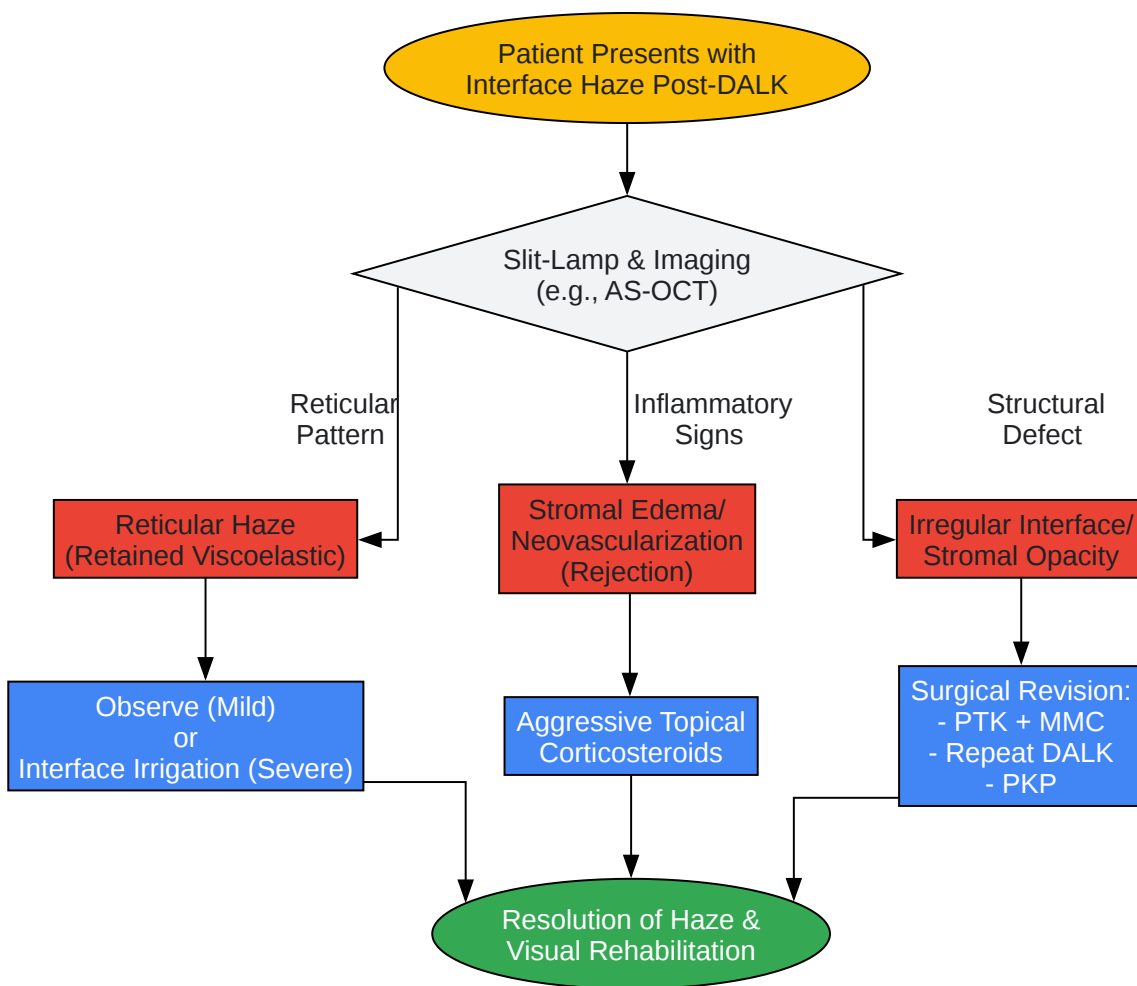 Patient Presents with
Interface Haze Post-DALK
Slit-Lamp & Imaging
(e.g., AS-OCT)
Reticular
Pattern
Inflammatory
Signs
Structural
Defect
Reticular Haze
(Retained Viscoelastic)
Stromal Edema/
Neovascularization
(Rejection)
Irregular Interface/
Stromal Opacity
Observe (Mild)
or
Interface Irrigation (Severe)
Aggressive Topical
Corticosteroids
Surgical Revision:
- PTK + MMC
- Repeat DALK
- PKP
Resolution of Haze &
Visual Rehabilitation